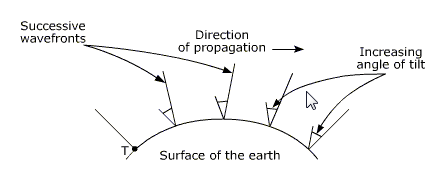 Successive
wavefronts
Direction
of propagation
Increasing
angle of tilt
T
Surface of the earth